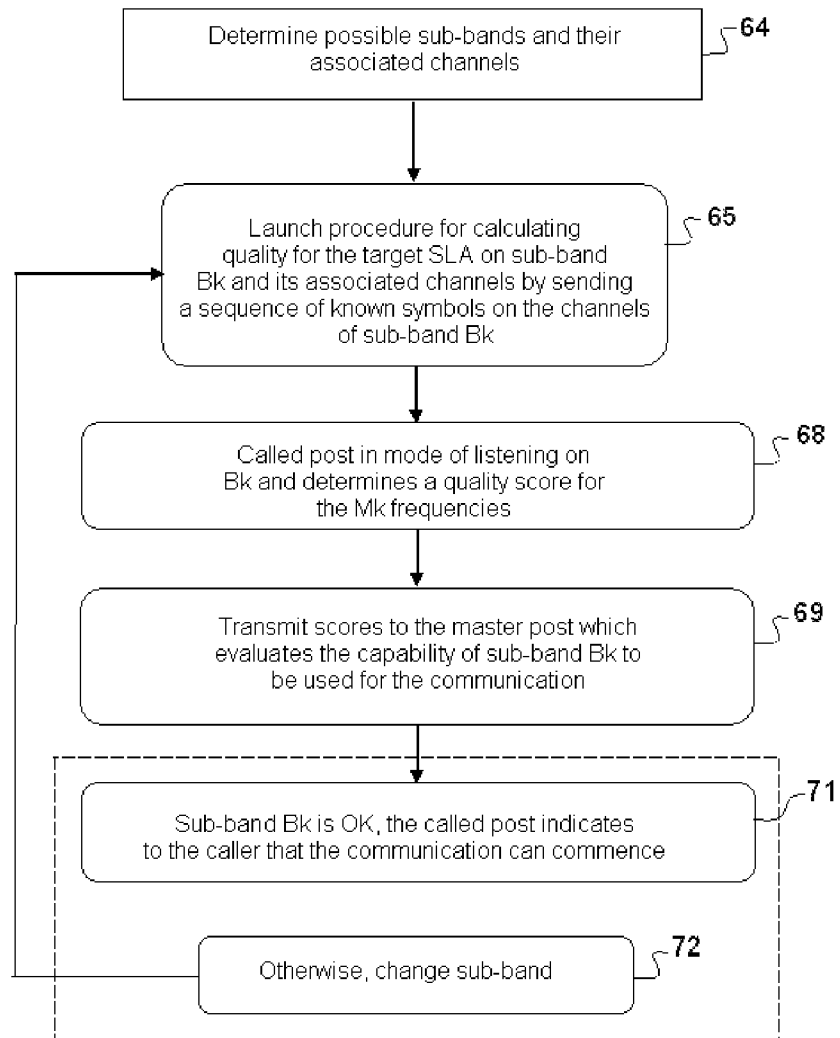 Determine possible sub-bands and their
associated channels
64
Launch procedure for calculating
quality for the target SLA on sub-band
Bk and its associated channels by sending
a sequence of known symbols on the channels
of sub-band Bk
65
Called post in mode of listening on
Bk and determines a quality score for
the Mk frequencies
68
Transmit scores to the master post which
evaluates the capability of sub-band Bk to
be used for the communication
69
Sub-band Bk is OK, the called post indicates
to the caller that the communication can commence
71
Otherwise, change sub-band
72